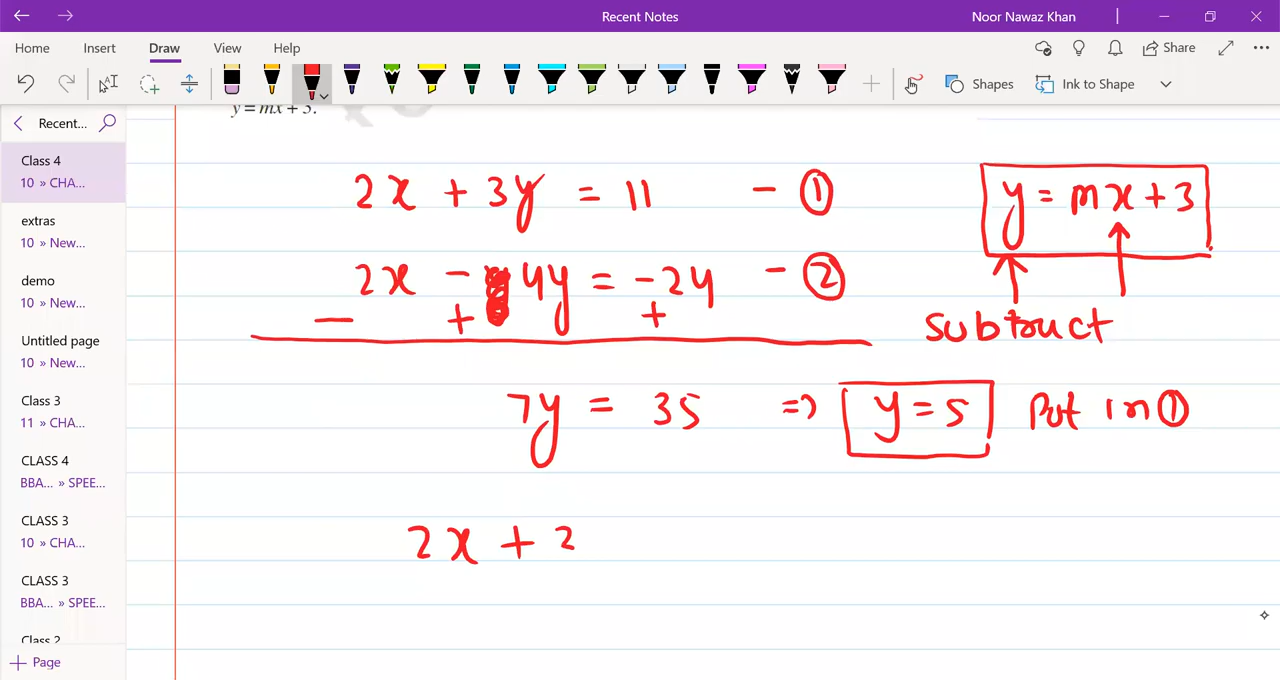 Recent Notes
Noor Nawaz Khan
Home Insert Draw View Help
Share
Shapes
Ink to Shape
Recent...
y = mx + 3.
Class 4
10 » CHA...
extras
10 » New...
demo
10 » New...
Untitled page
10 » New...
Class 3
11 » CHA...
CLASS 4
BBA... » SPEE...
CLASS 3
10 » CHA...
CLASS 3
BBA... » SPEE...
Class 2
Page
2x + 3y = 11 - ①
y = mx + 3
2x - 4y = -24 - ②
- + +
subtruct
7y = 35 => y = 5 Put in ①
2x + 3